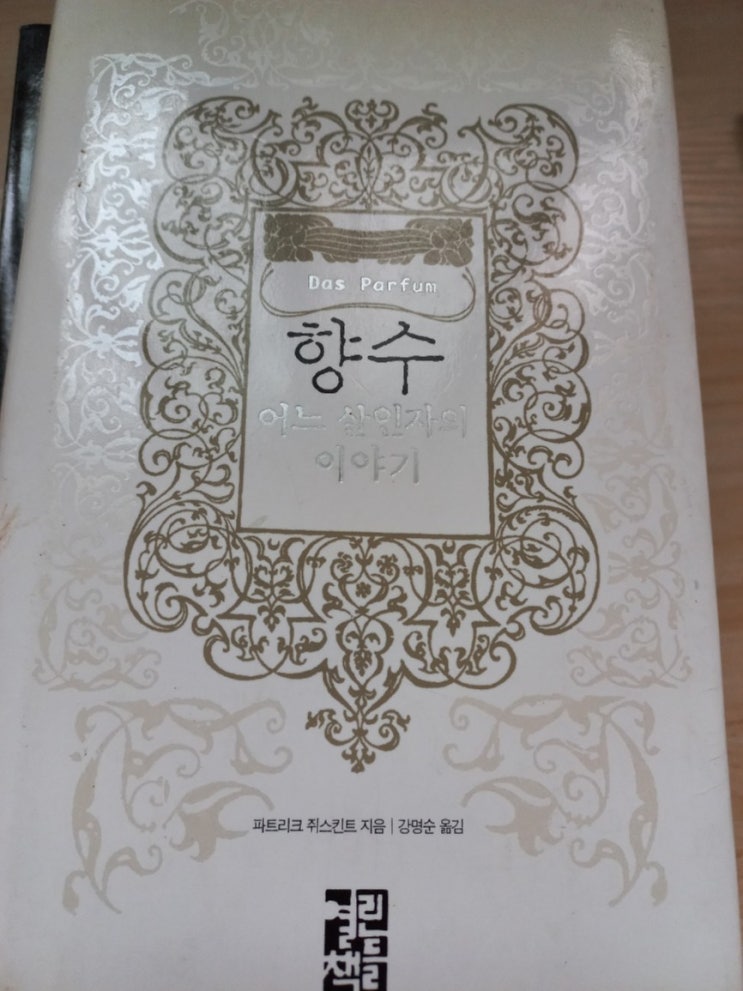 Das Parfum
향수
어느 살인자의
이야기
파트리크 쥐스킨트 지음 | 강명순 옮김
열린책들